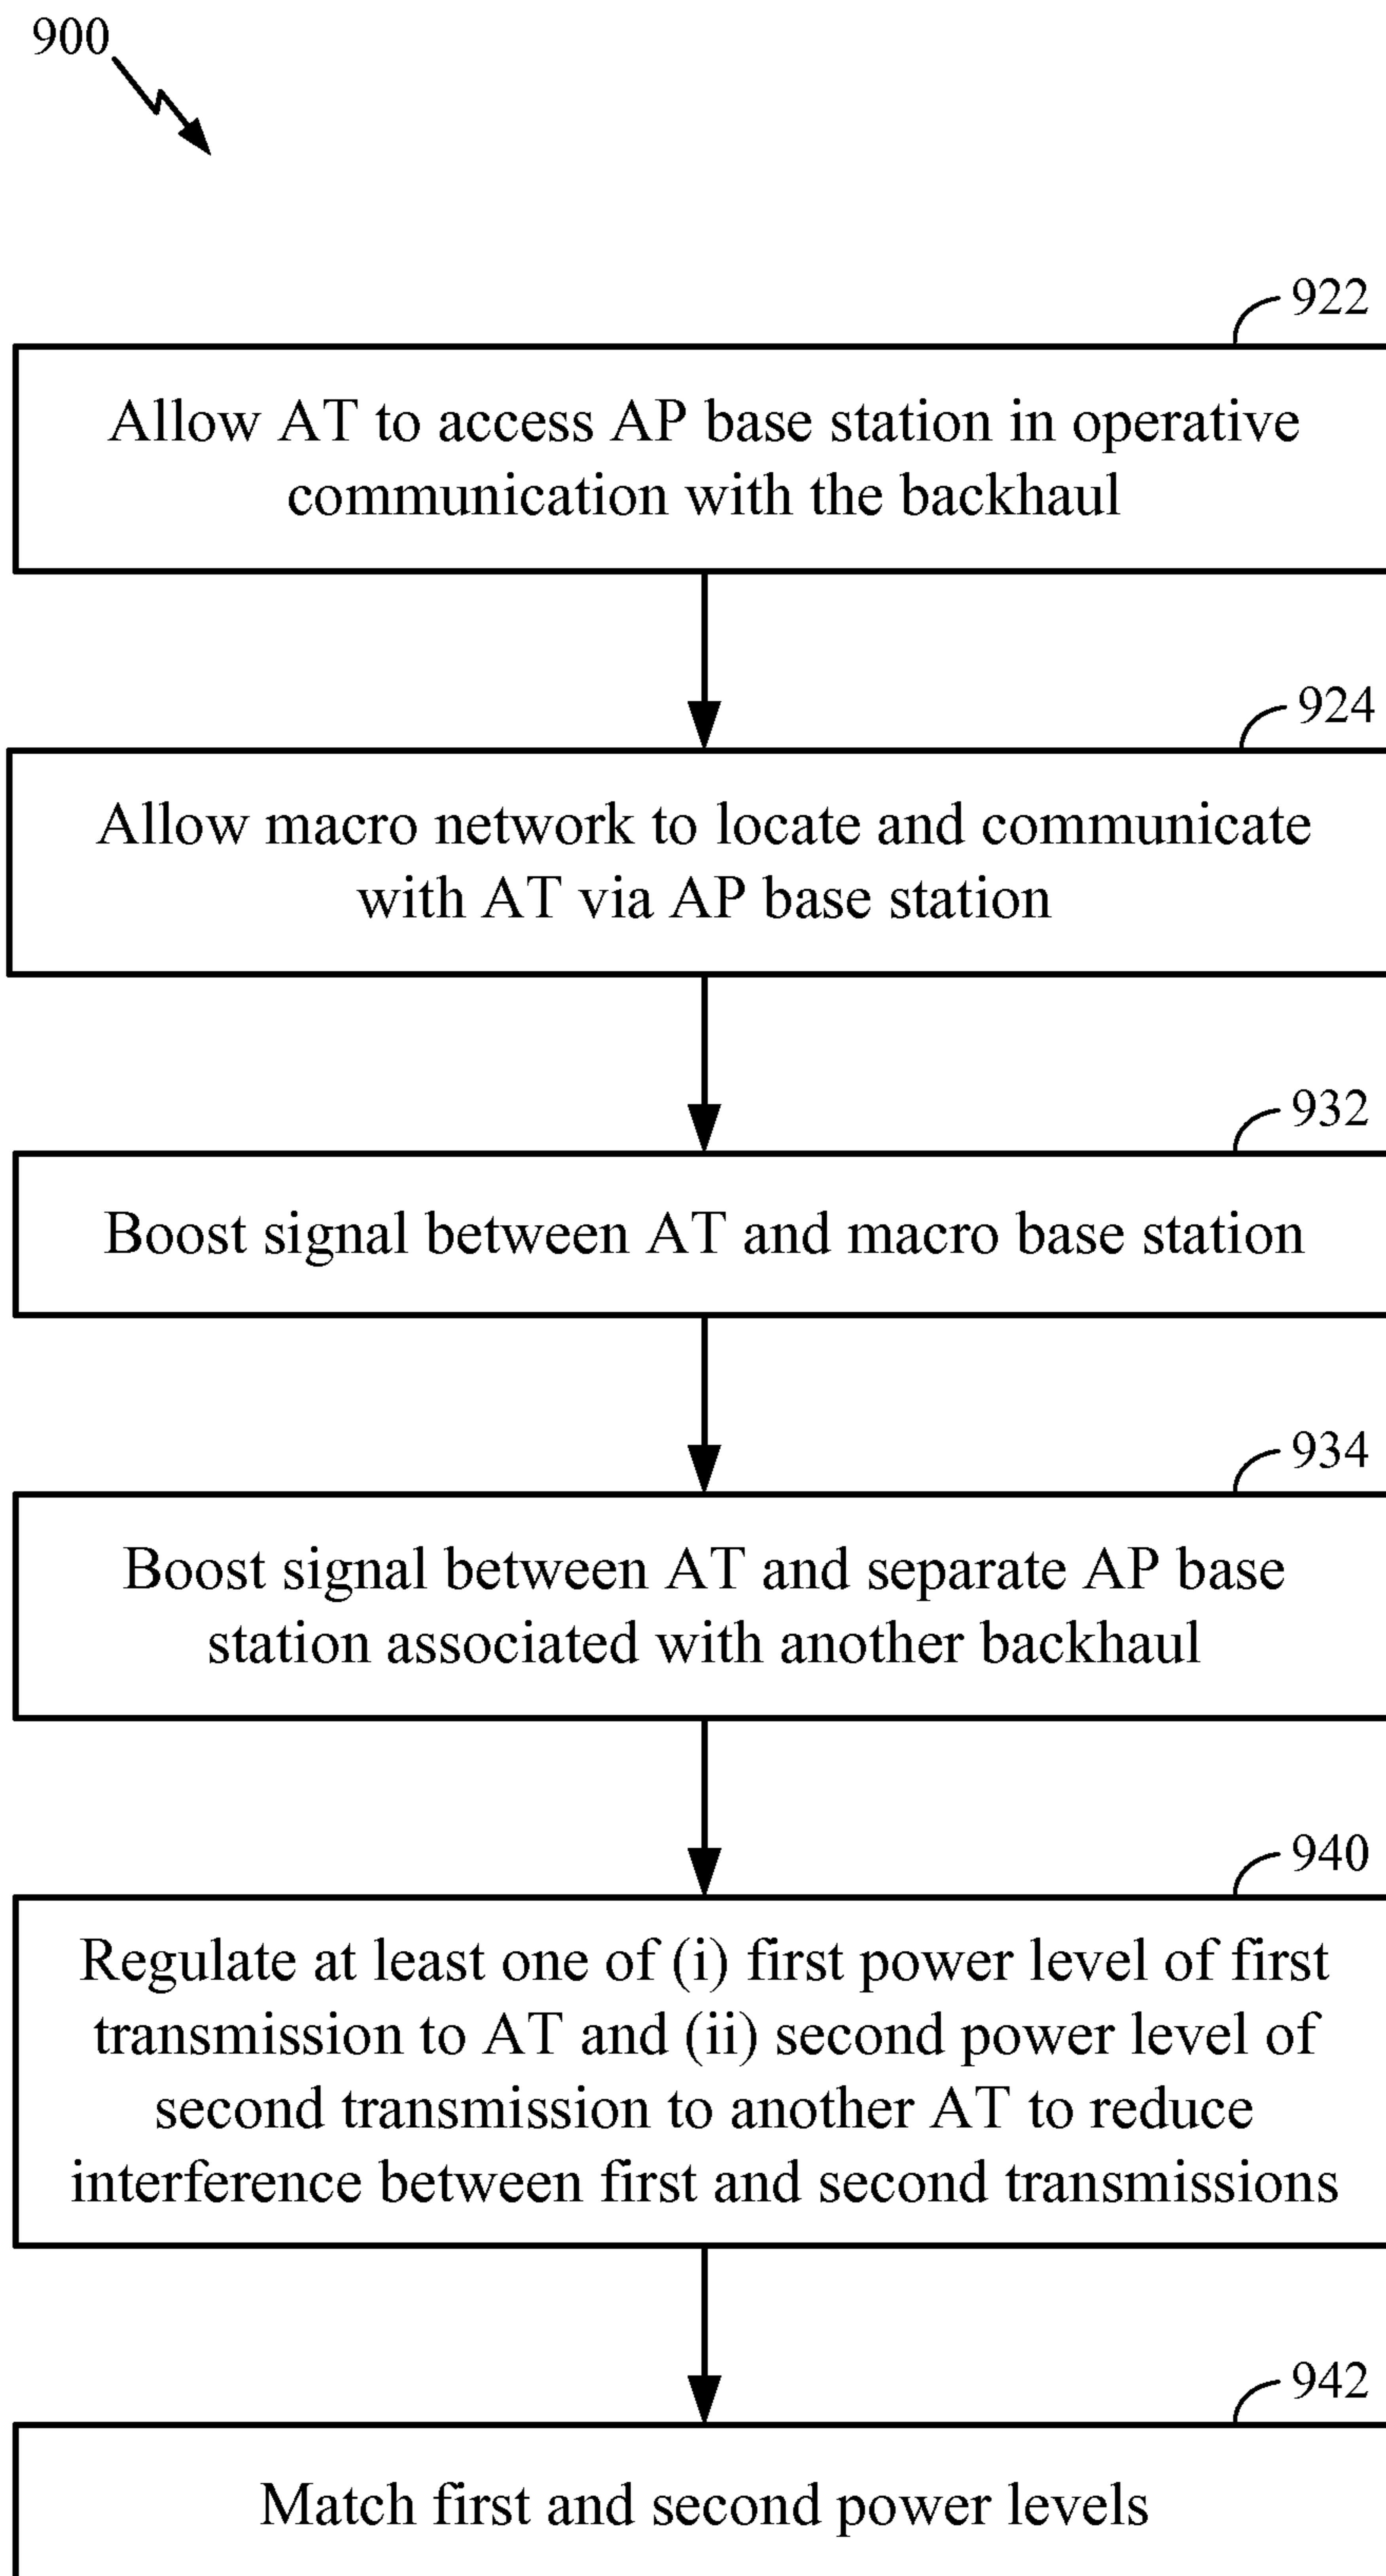 900
922
Allow AT to access AP base station in operative
communication with the backhaul
924
Allow macro network to locate and communicate
with AT via AP base station
932
Boost signal between AT and macro base station
934
Boost signal between AT and separate AP base
station associated with another backhaul
940
Regulate at least one of (i) first power level of first
transmission to AT and (ii) second power level of
second transmission to another AT to reduce
interference between first and second transmissions
942
Match first and second power levels